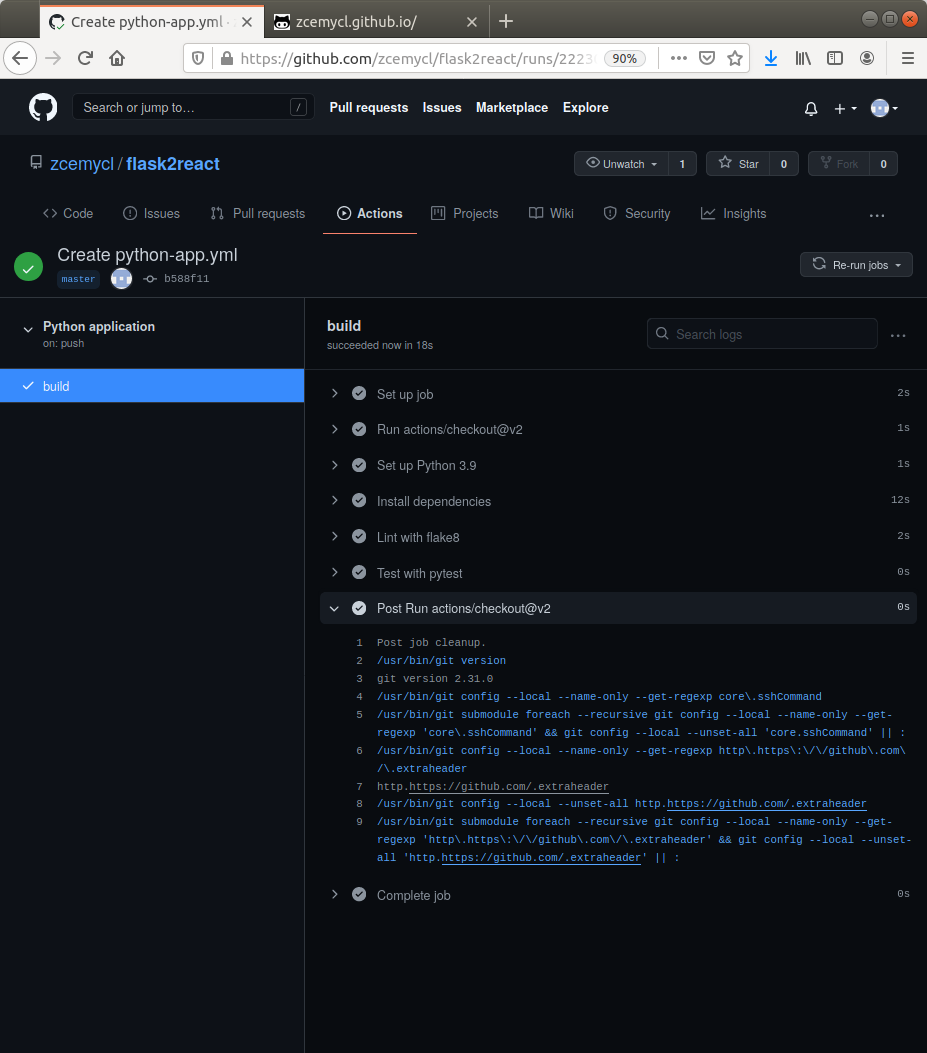 Create python-app.yml ·
zcemycl.github.io/
https://github.com/zcemycl/flask2react/runs/2223
90%
Search or jump to…
/
Pull requests
Issues
Marketplace
Explore
zcemycl / flask2react
Unwatch
1
Star
0
Fork
0
Code
Issues
Pull requests
Actions
Projects
Wiki
Security
Insights
Create python-app.yml
master
b588f11
Re-run jobs
Python application
on: push
build
build
succeeded now in 18s
Search logs
Set up job
2s
Run actions/checkout@v2
1s
Set up Python 3.9
1s
Install dependencies
12s
Lint with flake8
2s
Test with pytest
0s
Post Run actions/checkout@v2
0s
1 Post job cleanup.
2 /usr/bin/git version
3 git version 2.31.0
4 /usr/bin/git config --local --name-only --get-regexp core\.sshCommand
5 /usr/bin/git submodule foreach --recursive git config --local --name-only --get-
regexp 'core\.sshCommand' && git config --local --unset-all 'core.sshCommand' || :
6 /usr/bin/git config --local --name-only --get-regexp http\.https\:\/\/github\.com\
/\.extraheader
7 http.https://github.com/.extraheader
8 /usr/bin/git config --local --unset-all http.https://github.com/.extraheader
9 /usr/bin/git submodule foreach --recursive git config --local --name-only --get-
regexp 'http\.https\:\/\/github\.com\/\.extraheader' && git config --local --unset-
all 'http.https://github.com/.extraheader' || :
Complete job
0s